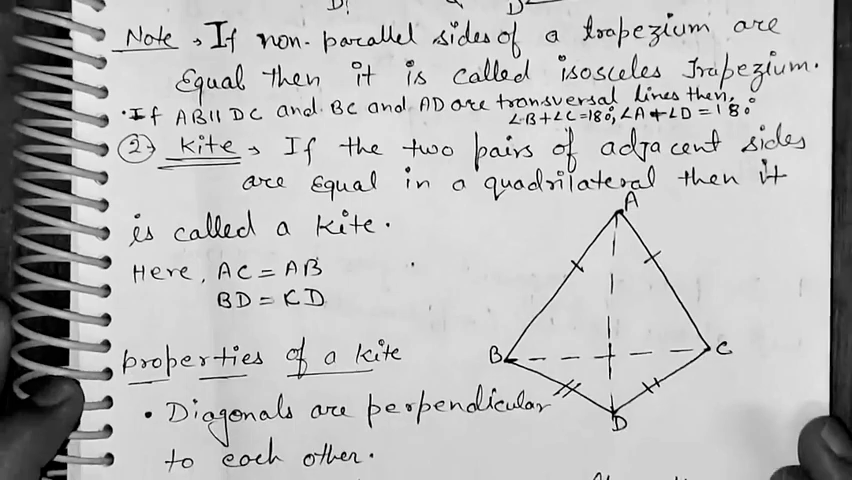 Note → If non-parallel sides of a trapezium are
Equal then it is called isosceles Trapezium.
• If AB || DC and BC and AD are transversal lines then,
∠B + ∠C = 180°, ∠A + ∠D = 180°
2) Kite → If the two pairs of adjacent sides
are equal in a quadrilateral then it
is called a Kite.
Here, AC = AB
BD = CD
A
B
C
D
properties of a kite
• Diagonals are perpendicular
to each other.